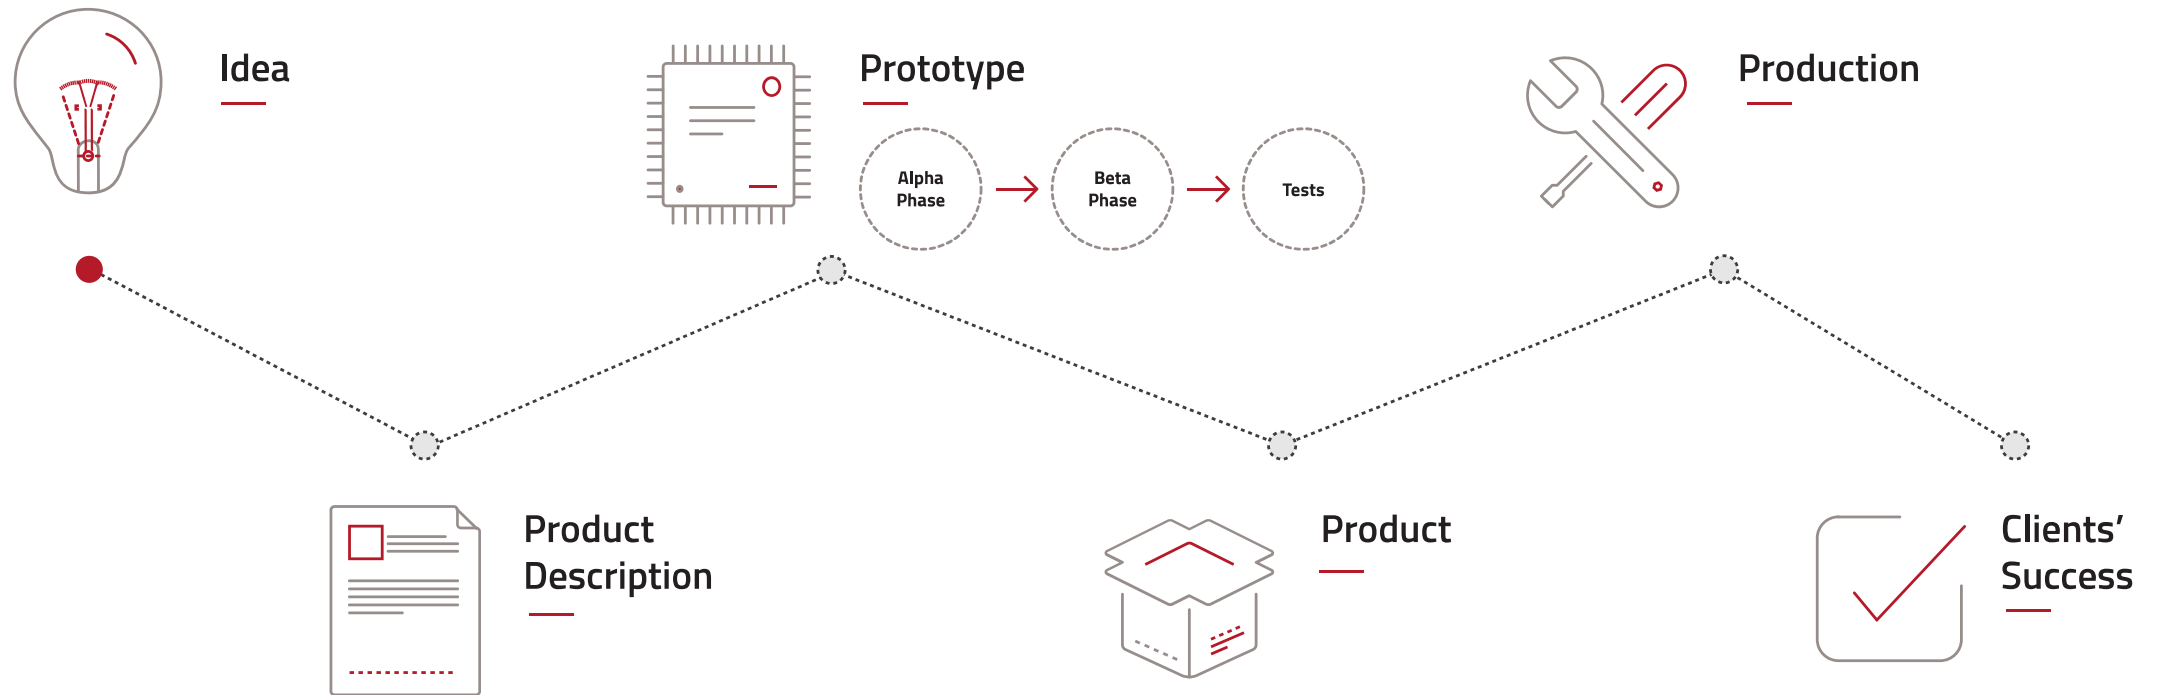 Idea
Product
Description
Prototype
Alpha
Phase
Beta
Phase
Tests
Product
Production
Clients’
Success